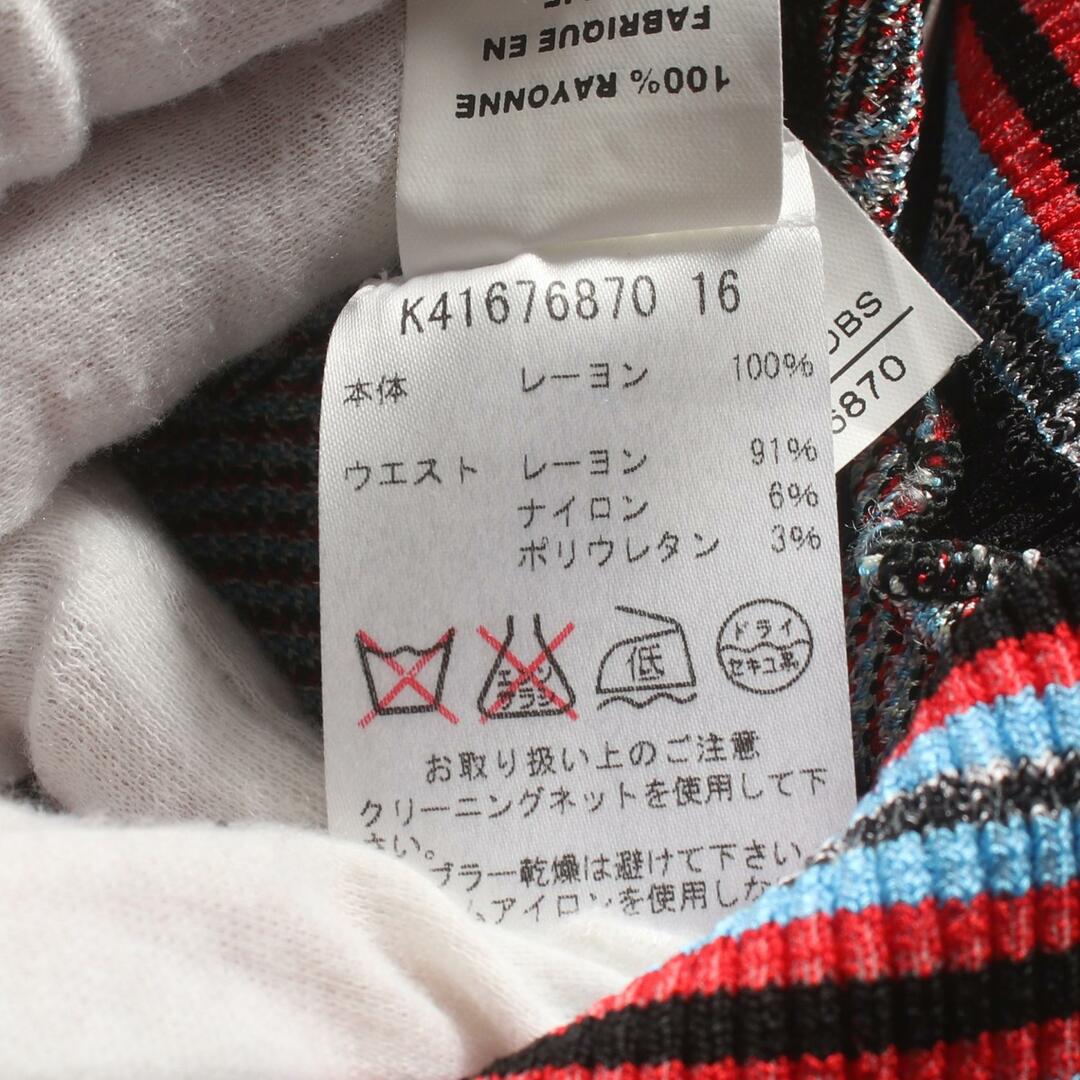 FABRIQUE EN
100% RAYONNE
K41676870 16
本体 レーヨン 100%
ウエスト レーヨン 91%
ナイロン 6%
ポリウレタン 3%
低
ドライ
セキユ系
お取り扱い上のご注意
クリーニングネットを使用して下
さい。
ブラー乾燥は避けて下さい
ムアイロンを使用しな
OBS
6870